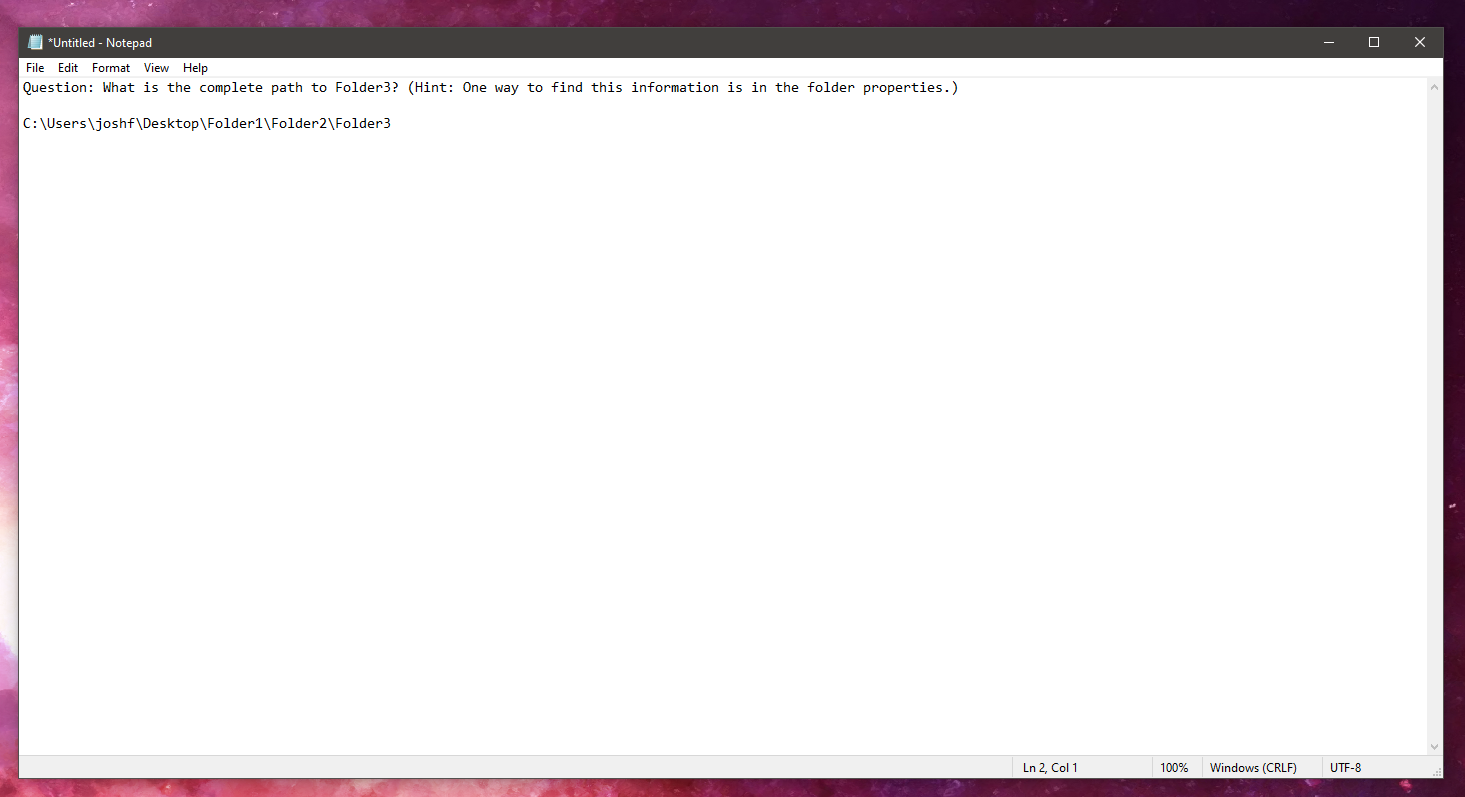 *Untitled - Notepad
File Edit Format View Help
Question: What is the complete path to Folder3? (Hint: One way to find this information is in the folder properties.)
C:\Users\joshf\Desktop\Folder1\Folder2\Folder3
Ln 2, Col 1 100% Windows (CRLF) UTF-8